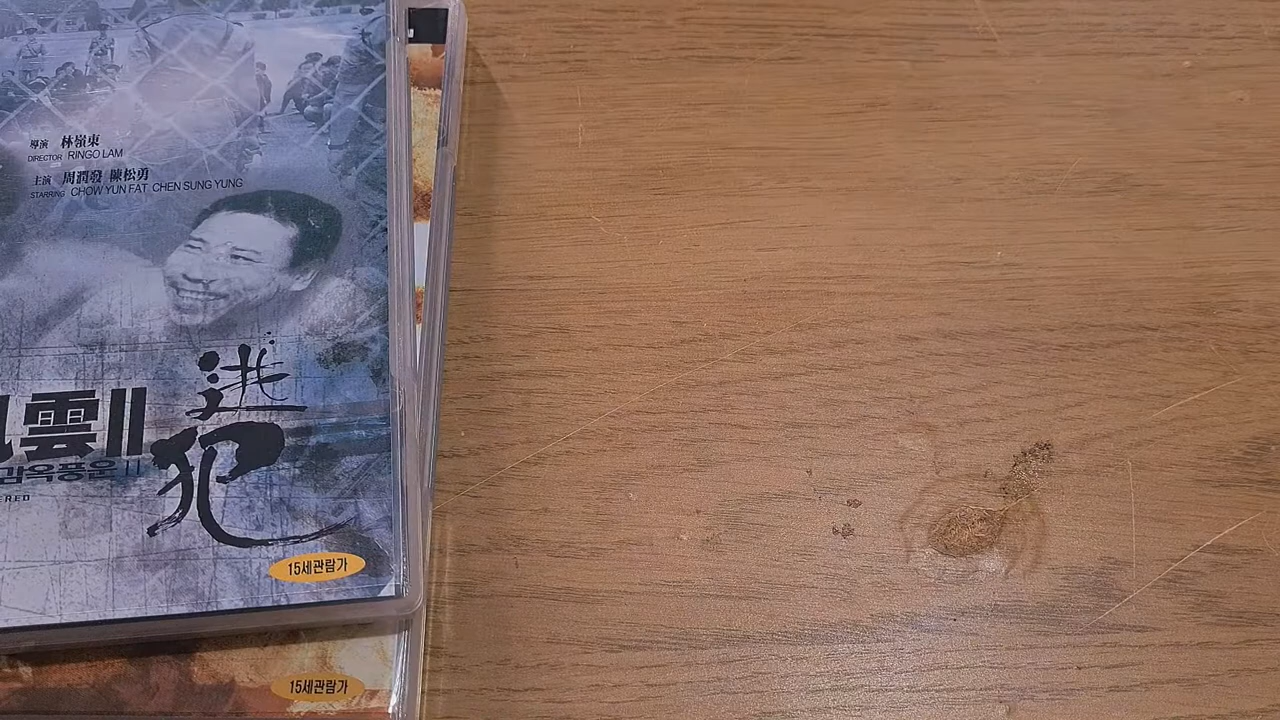 導演 林嶺東
DIRECTOR RINGO LAM
主演 周潤發 陳松勇
STARRING CHOW YUN FAT CHEN SUNG YUNG
雲II 逃犯
감옥풍운 II
ERED
15세관람가
15세관람가